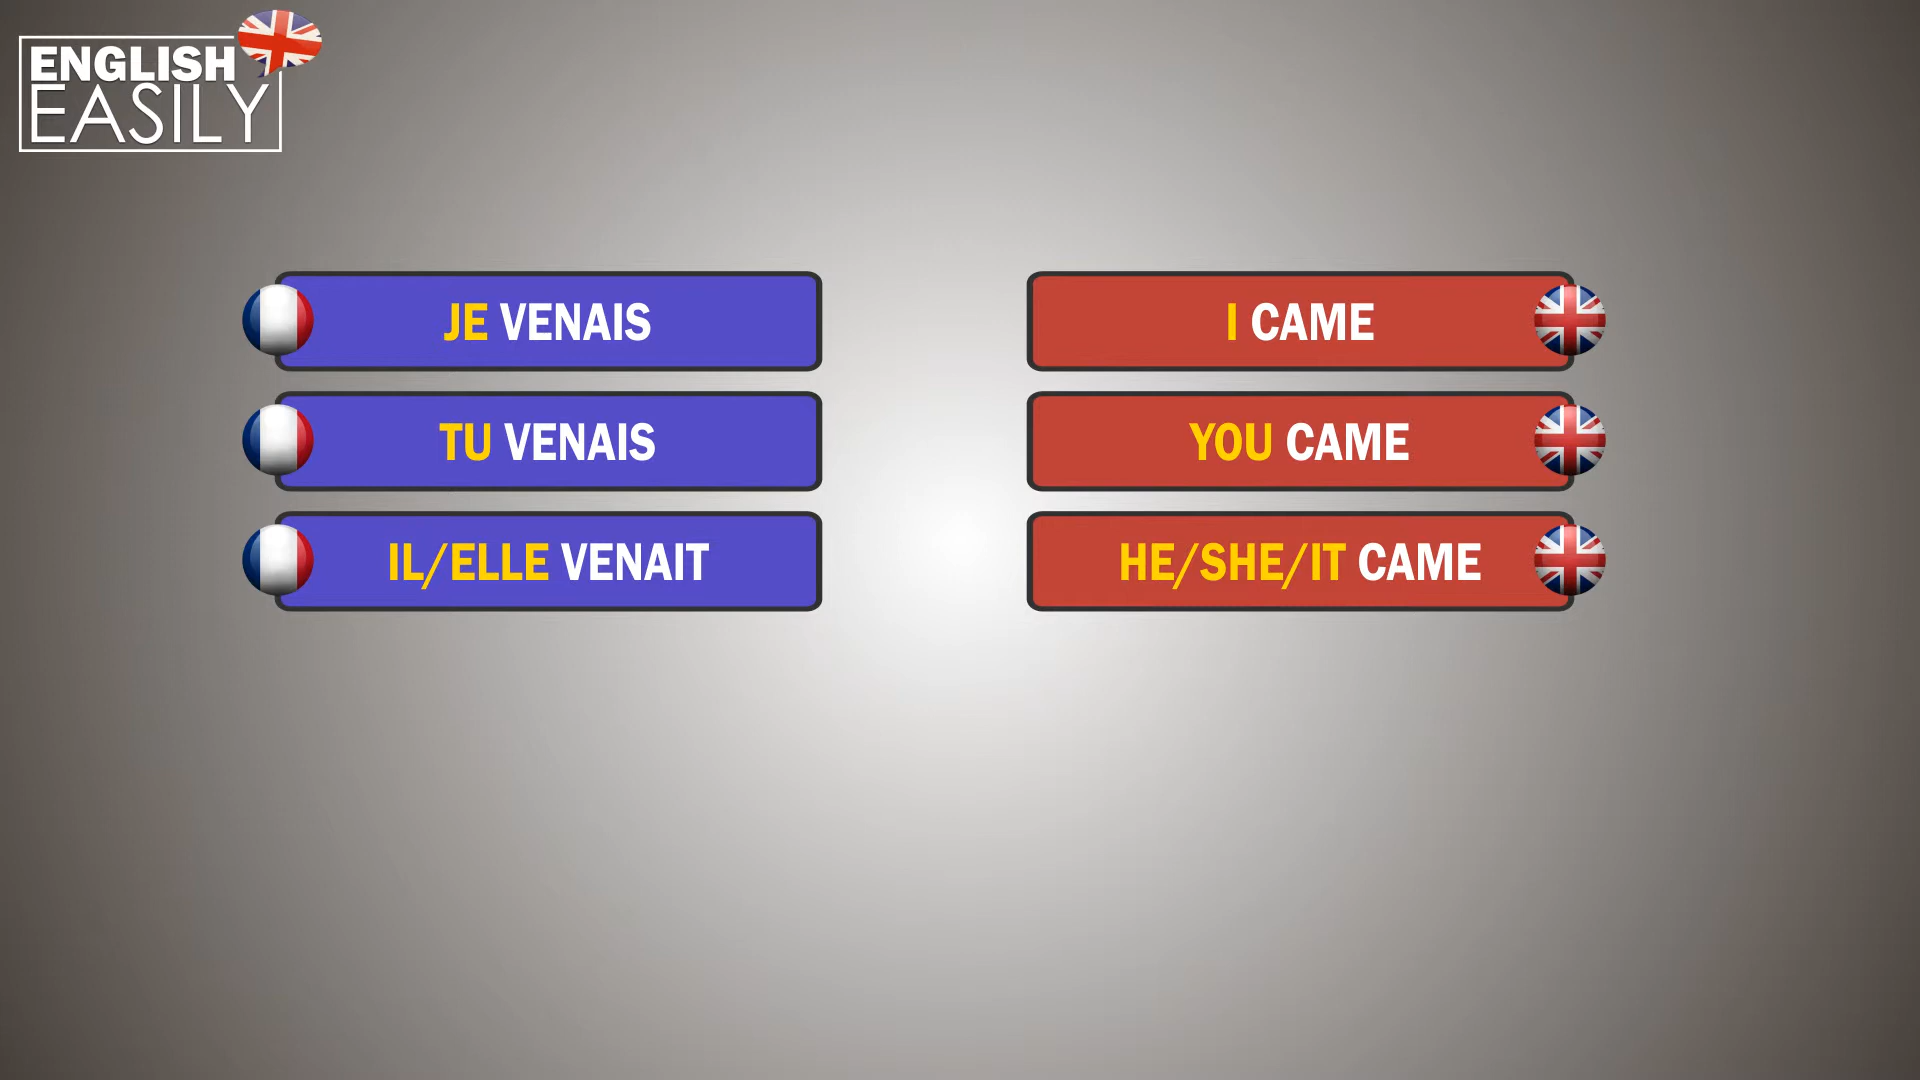 ENGLISH
EASILY
JE VENAIS
I CAME
TU VENAIS
YOU CAME
IL/ELLE VENAIT
HE/SHE/IT CAME